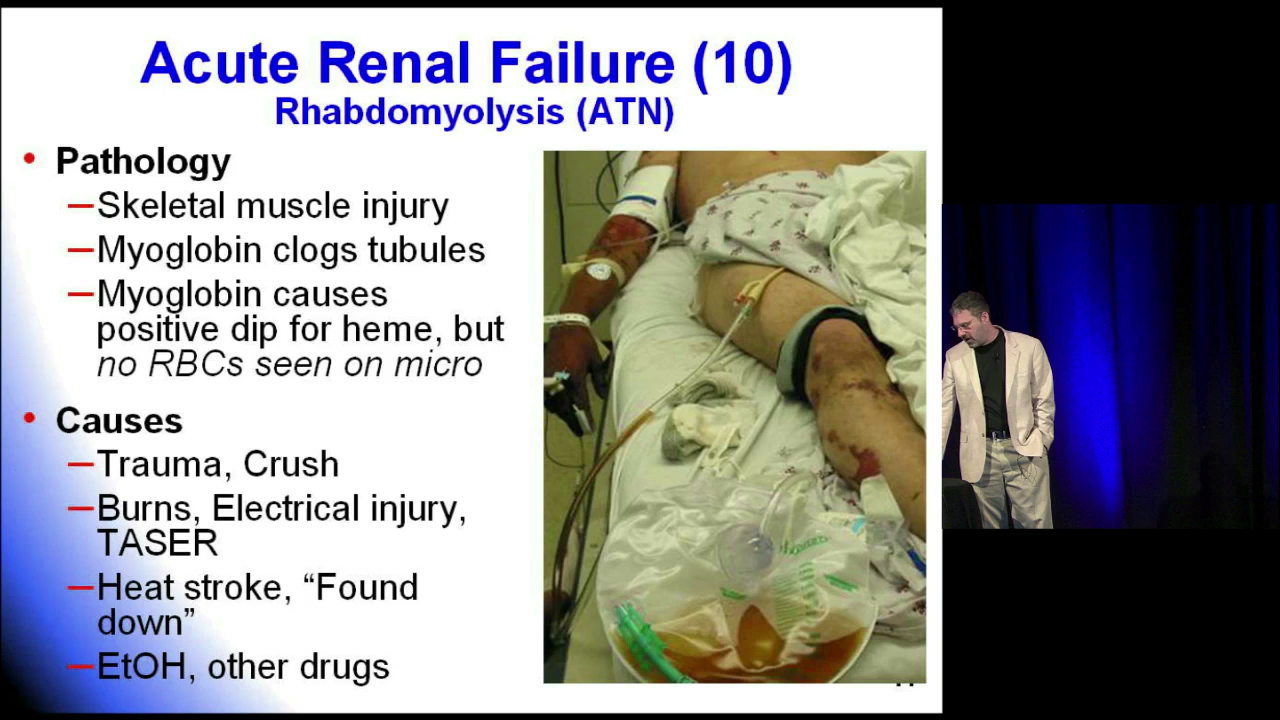 Acute Renal Failure (10)
Rhabdomyolysis (ATN)
• Pathology
–Skeletal muscle injury
–Myoglobin clogs tubules
–Myoglobin causes
positive dip for heme, but
no RBCs seen on micro
• Causes
–Trauma, Crush
–Burns, Electrical injury,
TASER
–Heat stroke, “Found
down”
–EtOH, other drugs